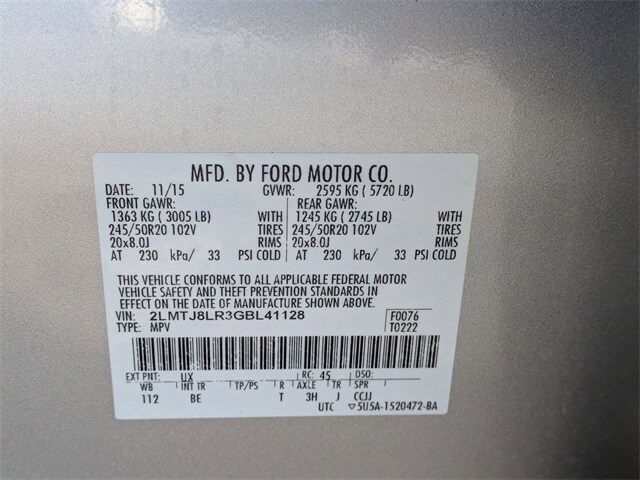 MFD. BY FORD MOTOR CO.
DATE: 11/15 GVWR: 2595 KG ( 5720 LB)
FRONT GAWR: REAR GAWR:
1363 KG ( 3005 LB) WITH 1245 KG ( 2745 LB) WITH
245/50R20 102V TIRES 245/50R20 102V TIRES
20x8.0J RIMS 20x8.0J RIMS
AT 230 kPa/ 33 PSI COLD AT 230 kPa/ 33 PSI COLD
THIS VEHICLE CONFORMS TO ALL APPLICABLE FEDERAL MOTOR
VEHICLE SAFETY AND THEFT PREVENTION STANDARDS IN
EFFECT ON THE DATE OF MANUFACTURE SHOWN ABOVE.
VIN: 2LMTJ8LR3GBL41128 F0076
TYPE: MPV T0222
EXT PNT: UX RC: 45 DSO:
WB INT TR TP/PS R AXLE TR SPR
112 BE T 3H J CCJJ
UTC ▽5U5A-1520472-BA